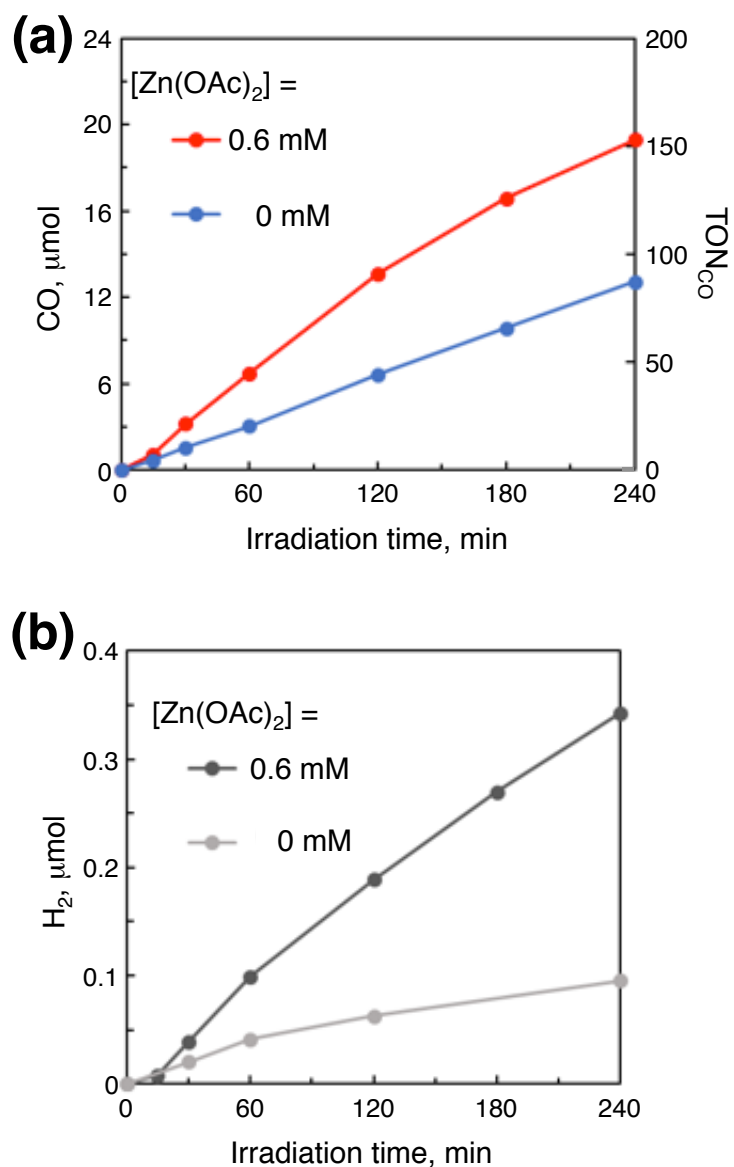 (a)
24
20
16
12
6
0
[Zn(OAc)₂] =
0.6 mM
0 mM
CO, μmol
200
150
100
50
0
TON_CO
0 60 120 180 240
Irradiation time, min
(b)
0.4
0.3
0.2
0.1
0
[Zn(OAc)₂] =
0.6 mM
0 mM
H₂, μmol
0 60 120 180 240
Irradiation time, min